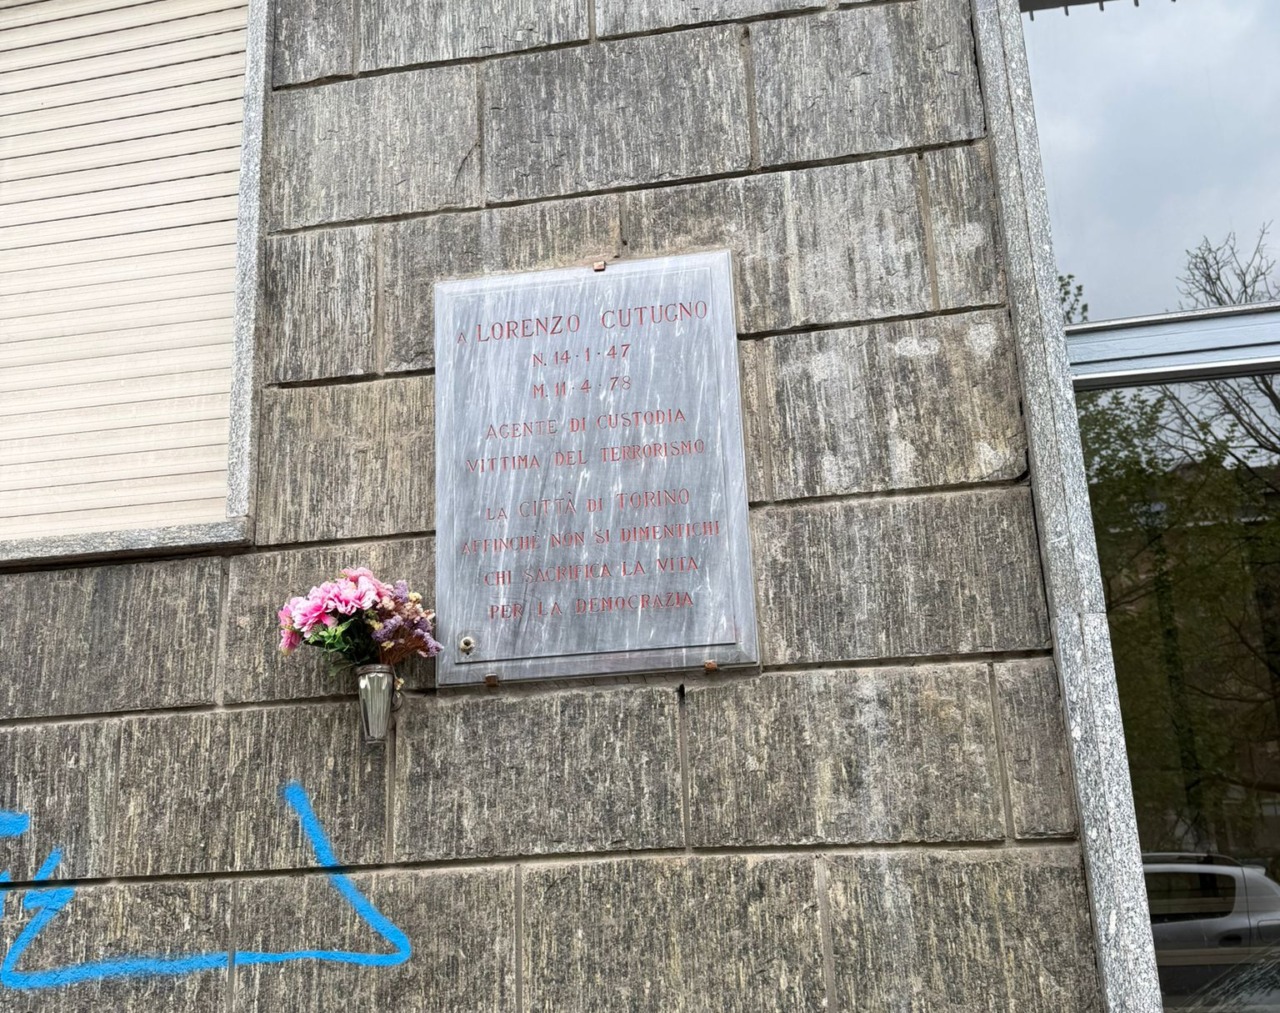 A LORENZO CUTUGNO
N. 14·1·47
M. 11·4·78
AGENTE DI CUSTODIA
VITTIMA DEL TERRORISMO
LA CITTÀ DI TORINO
AFFINCHÈ NON SI DIMENTICHI
CHI SACRIFICA LA VITA
PER LA DEMOCRAZIA